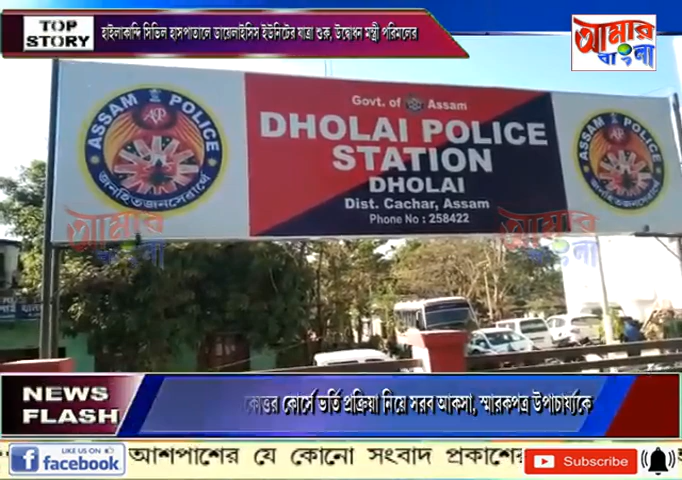 TOP STORY
হাইলাকান্দি সিভিল হাসপাতালে ডায়েলাইসিস ইউনিটের যাত্রা শুরু, উদ্বোধন মন্ত্রী পরিমলের
আমার বাংলা
ASSAM POLICE
Govt. of Assam
DHOLAI POLICE
STATION
DHOLAI
Dist. Cachar, Assam
Phone No : 258422
ASSAM POLICE
আমার বাংলা
আমার বাংলা
NEWS FLASH
কোর্সে ভর্তি প্রক্রিয়া নিয়ে সরব আকসা, স্মারকপত্র উপাচার্য্যকে
LIKE US ON
facebook
আশপাশের যে কোনো সংবাদ প্রকাশের
Subscribe